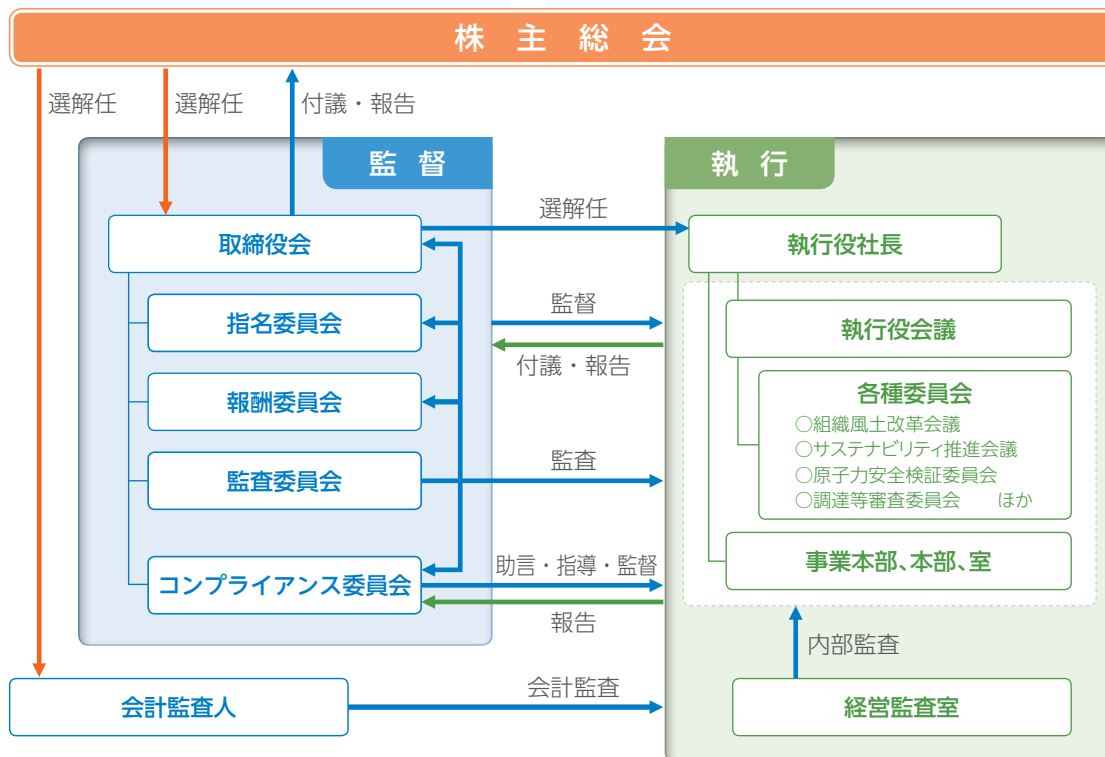 株主総会
選解任
選解任
付議・報告
監督
執行
取締役会
選解任
執行役社長
指名委員会
監督
執行役会議
付議・報告
報酬委員会
各種委員会
○組織風土改革会議
○サステナビリティ推進会議
○原子力安全検証委員会
○調達等審査委員会 ほか
監査委員会
監査
コンプライアンス委員会
助言・指導・監督
事業本部、本部、室
報告
内部監査
会計監査人
会計監査
経営監査室